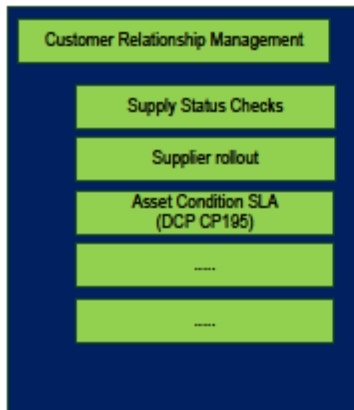 Customer Relationship Management
Supply Status Checks
Supplier rollout
Asset Condition SLA
(DCP CP195)
.....
.....